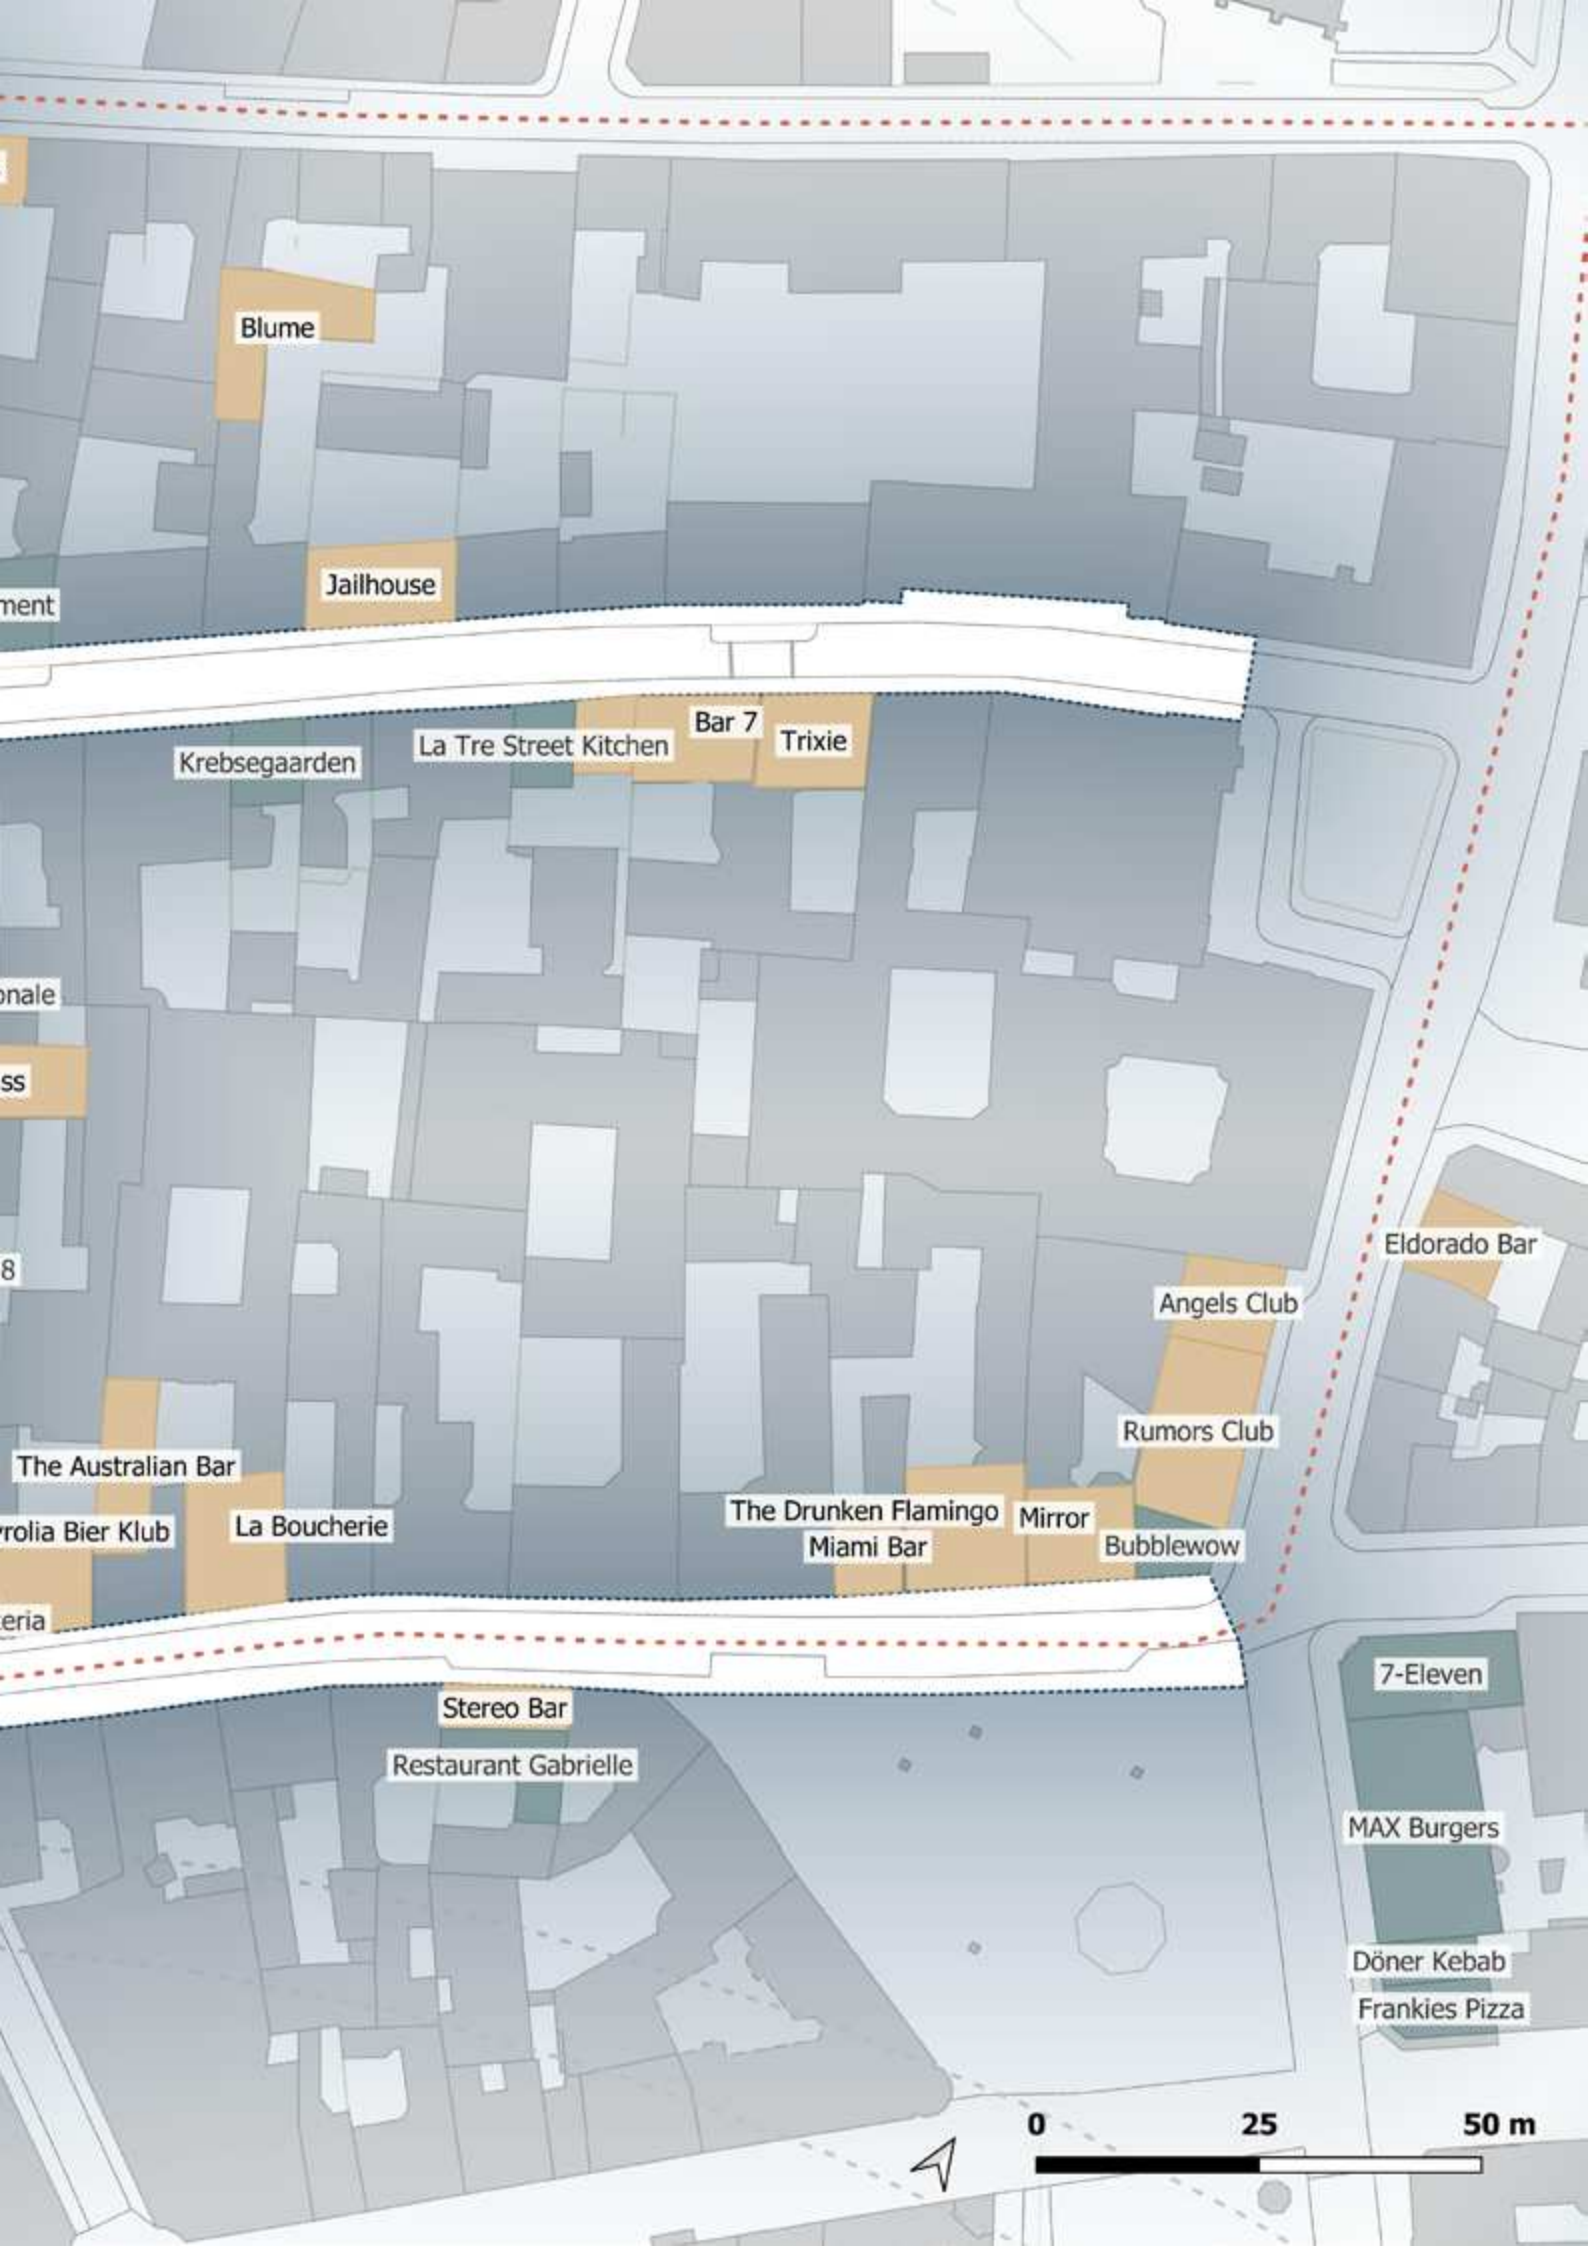 Blume
Jailhouse
ment
Bar 7
La Tre Street Kitchen
Trixie
Krebsegaarden
onale
ss
Eldorado Bar
8
Angels Club
Rumors Club
The Australian Bar
The Drunken Flamingo
Mirror
La Boucherie
yrolia Bier Klub
Miami Bar
Bubblewow
teria
7-Eleven
Stereo Bar
Restaurant Gabrielle
MAX Burgers
Döner Kebab
Frankies Pizza
0 25 50 m